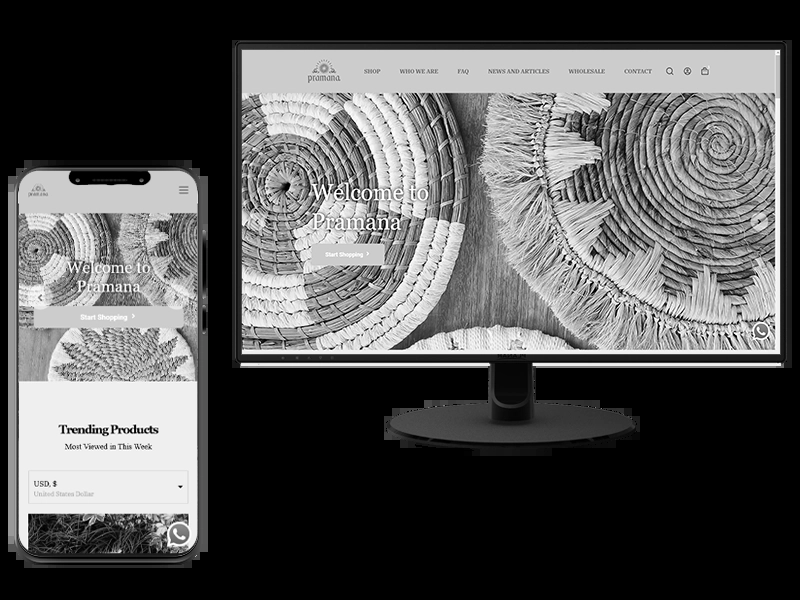 pramana
SHOP
WHO WE ARE
FAQ
NEWS AND ARTICLES
WHOLESALE
CONTACT
Welcome to
Pramana
Start Shopping
pramana
Welcome to
Pramana
Start Shopping
Trending Products
Most Viewed in This Week
USD, $
United States Dollar